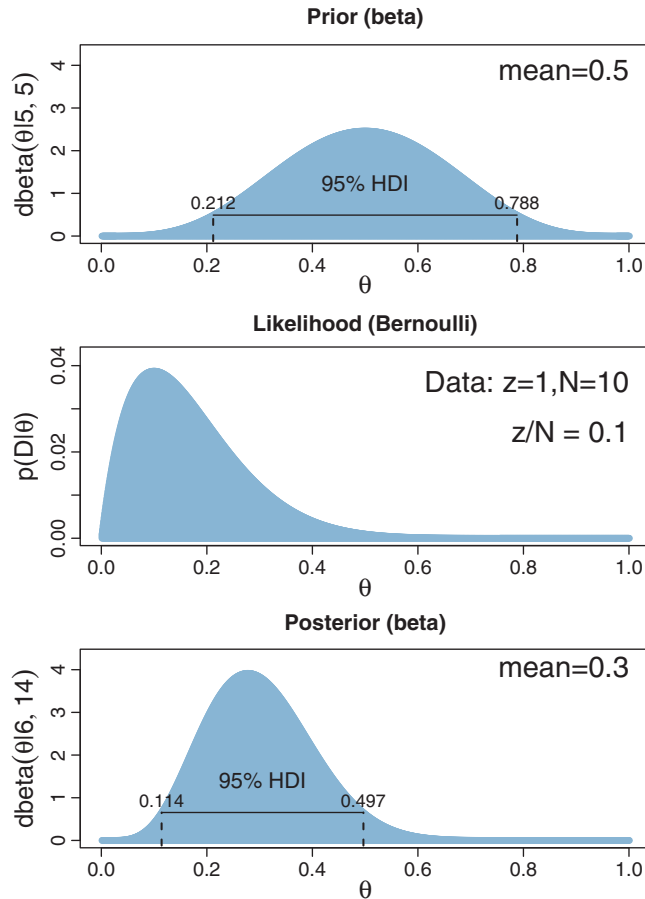 Prior (beta)
dbeta(θ|5, 5)
4
3
2
1
0
mean=0.5
95% HDI
0.212
0.788
0.0
0.2
0.4
0.6
0.8
1.0
θ
Likelihood (Bernoulli)
p(D|θ)
0.04
0.02
0.00
Data: z=1,N=10
z/N = 0.1
0.0
0.2
0.4
0.6
0.8
1.0
θ
Posterior (beta)
dbeta(θ|6, 14)
4
3
2
1
0
mean=0.3
95% HDI
0.114
0.497
0.0
0.2
0.4
0.6
0.8
1.0
θ